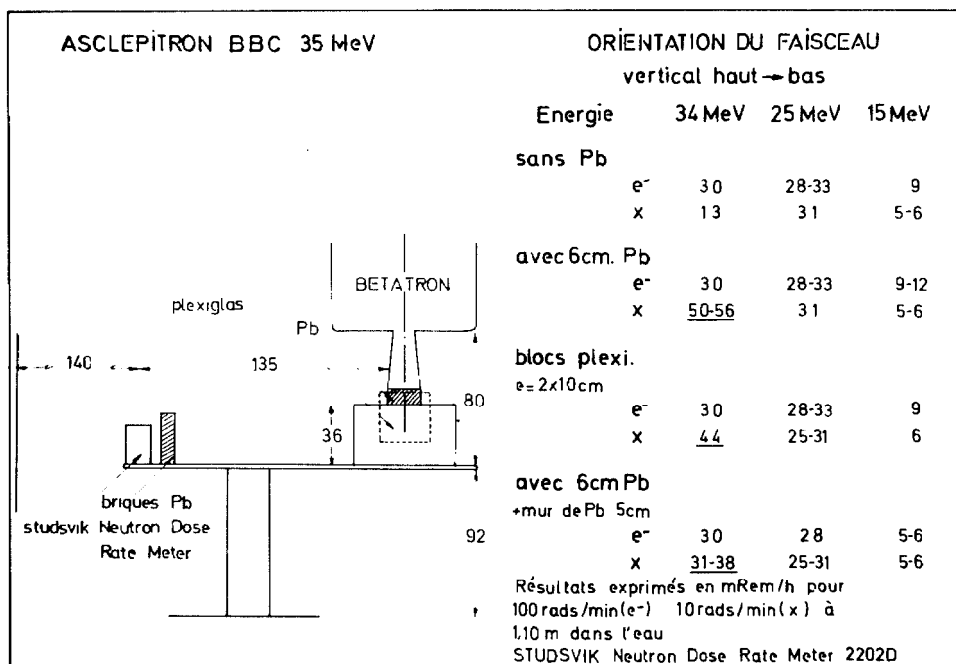 ASCLEPITRON BBC 35 MeV
plexiglas
Pb
BETATRON
140
135
80
36
briques Pb
studsvik Neutron Dose
Rate Meter
92
ORIENTATION DU FAISCEAU
vertical haut → bas
Energie 34 MeV 25 MeV 15 MeV
sans Pb
e⁻ 30 28-33 9
x 13 31 5-6
avec 6cm. Pb
e⁻ 30 28-33 9-12
x 50-56 31 5-6
blocs plexi.
e= 2x10cm
e⁻ 30 28-33 9
x 44 25-31 6
avec 6cm Pb
+mur de Pb 5cm
e⁻ 30 28 5-6
x 31-38 25-31 5-6
Résultats exprimés en mRem/h pour
100 rads/min(e⁻) 10rads/min(x) à
1,10 m dans l'eau
STUDSVIK Neutron Dose Rate Meter 2202D